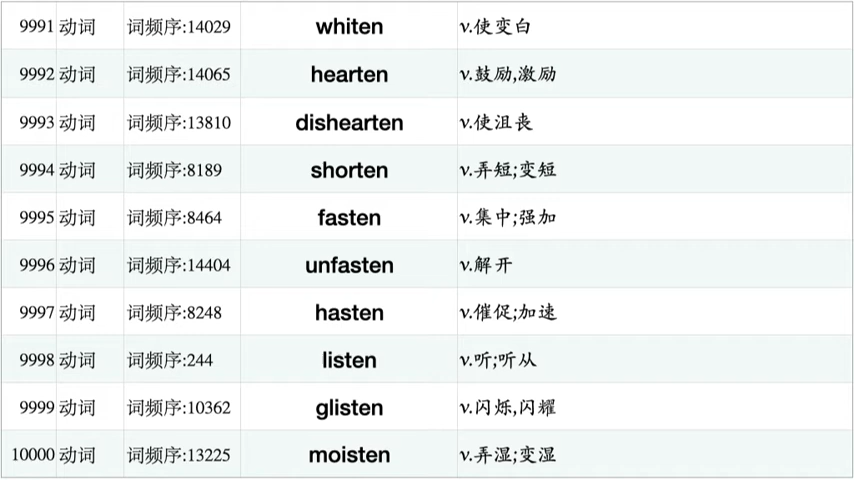 9991 动词 词频序:14029 whiten v.使变白
9992 动词 词频序:14065 hearten v.鼓励,激励
9993 动词 词频序:13810 dishearten v.使沮丧
9994 动词 词频序:8189 shorten v.弄短;变短
9995 动词 词频序:8464 fasten v.集中;强加
9996 动词 词频序:14404 unfasten v.解开
9997 动词 词频序:8248 hasten v.催促;加速
9998 动词 词频序:244 listen v.听;听从
9999 动词 词频序:10362 glisten v.闪烁,闪耀
10000 动词 词频序:13225 moisten v.弄湿;变湿